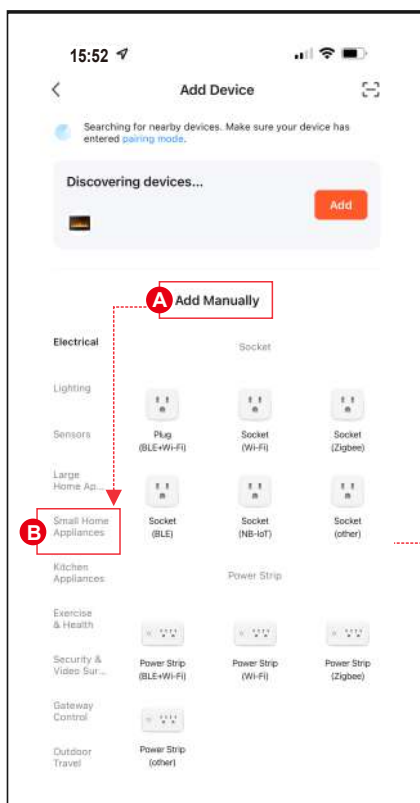 15:52
Add Device
Searching for nearby devices. Make sure your device has
entered pairing mode.
Discovering devices...
Add
A
Add Manually
Electrical
Socket
Lighting
Plug
(BLE+Wi-Fi)
Socket
(Wi-Fi)
Socket
(Zigbee)
Sensors
Large
Home Ap...
Socket
(BLE)
Socket
(NB-IoT)
Socket
(other)
B
Small Home
Appliances
Kitchen
Appliances
Power Strip
Exercise
& Health
Power Strip
(BLE+Wi-Fi)
Power Strip
(Wi-Fi)
Power Strip
(Zigbee)
Security &
Video Sur...
Gateway
Control
Power Strip
(other)
Outdoor
Travel